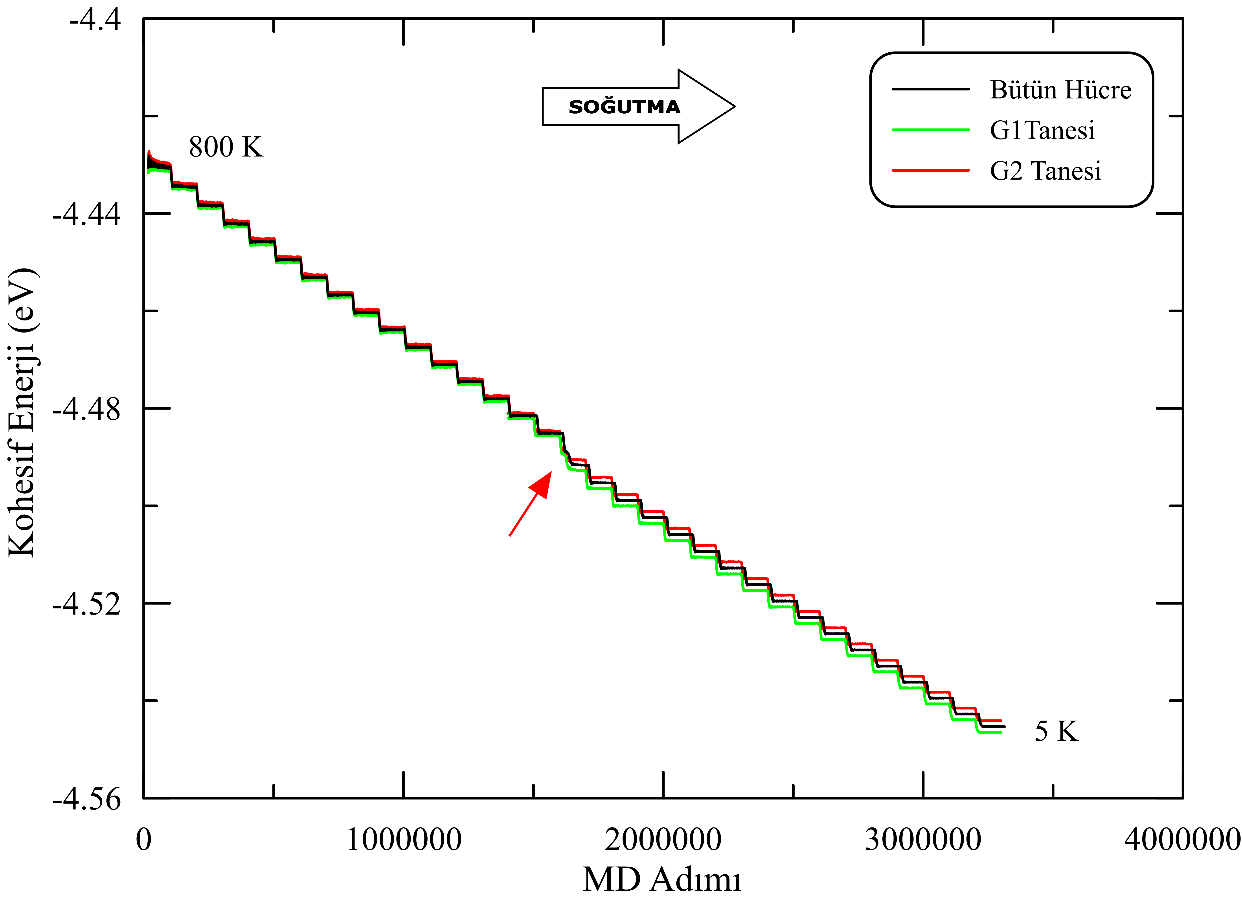 -4.4
SOĞUTMA
Bütün Hücre
G1Tanesi
G2 Tanesi
800 K
-4.44
Kohesif Enerji (eV)
-4.48
-4.52
5 K
-4.56
0
1000000
2000000
3000000
4000000
MD Adımı